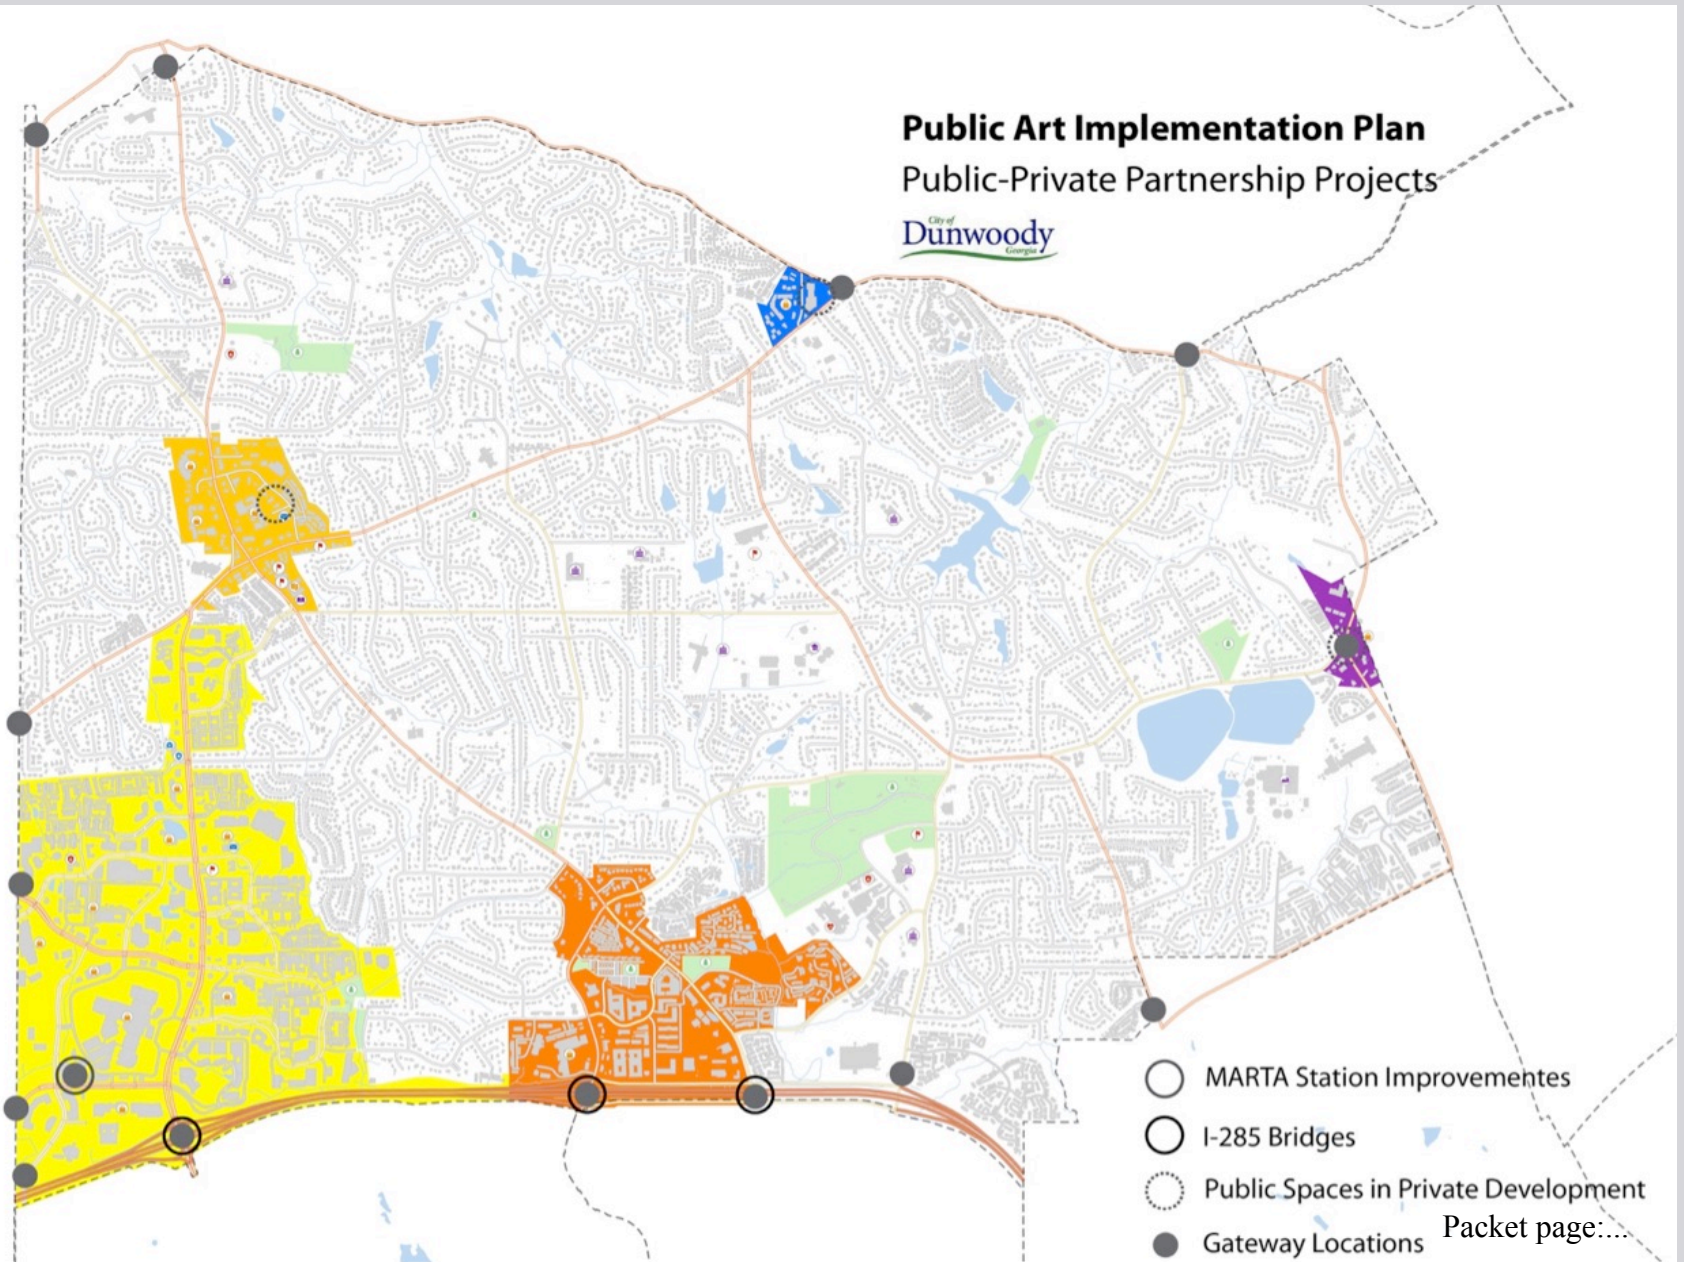 Public Art Implementation Plan
Public-Private Partnership Projects
City of
Dunwoody
Georgia
MARTA Station Improvementes
I-285 Bridges
Public Spaces in Private Development
Packet page:...
Gateway Locations